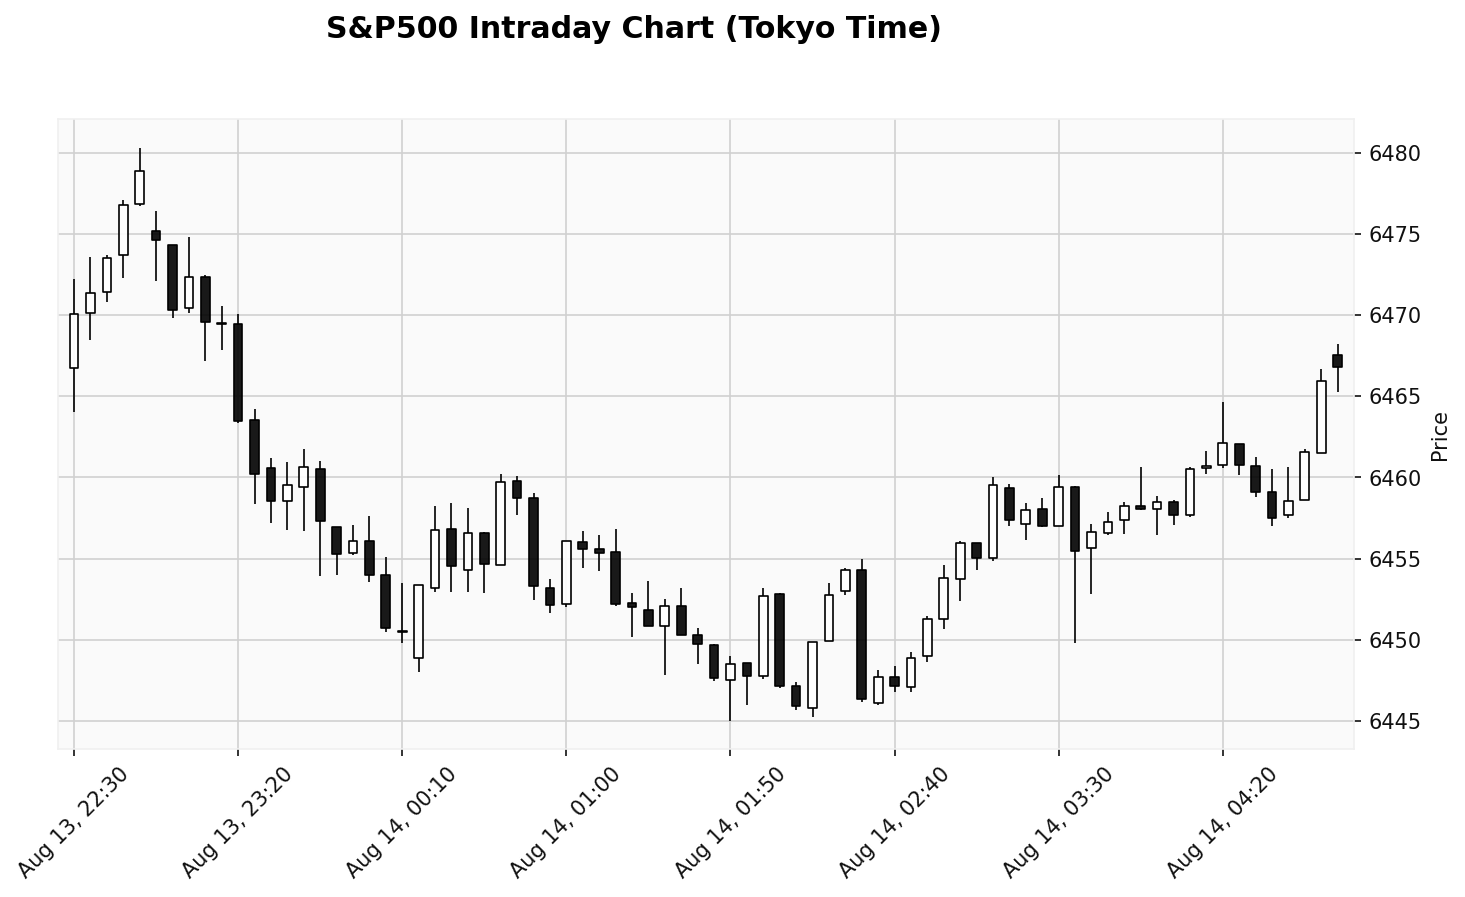 S&P500 Intraday Chart (Tokyo Time)
6480
6475
6470
6465
6460
6455
6450
6445
Price
Aug 13, 22:30
Aug 13, 23:20
Aug 14, 00:10
Aug 14, 01:00
Aug 14, 01:50
Aug 14, 02:40
Aug 14, 03:30
Aug 14, 04:20